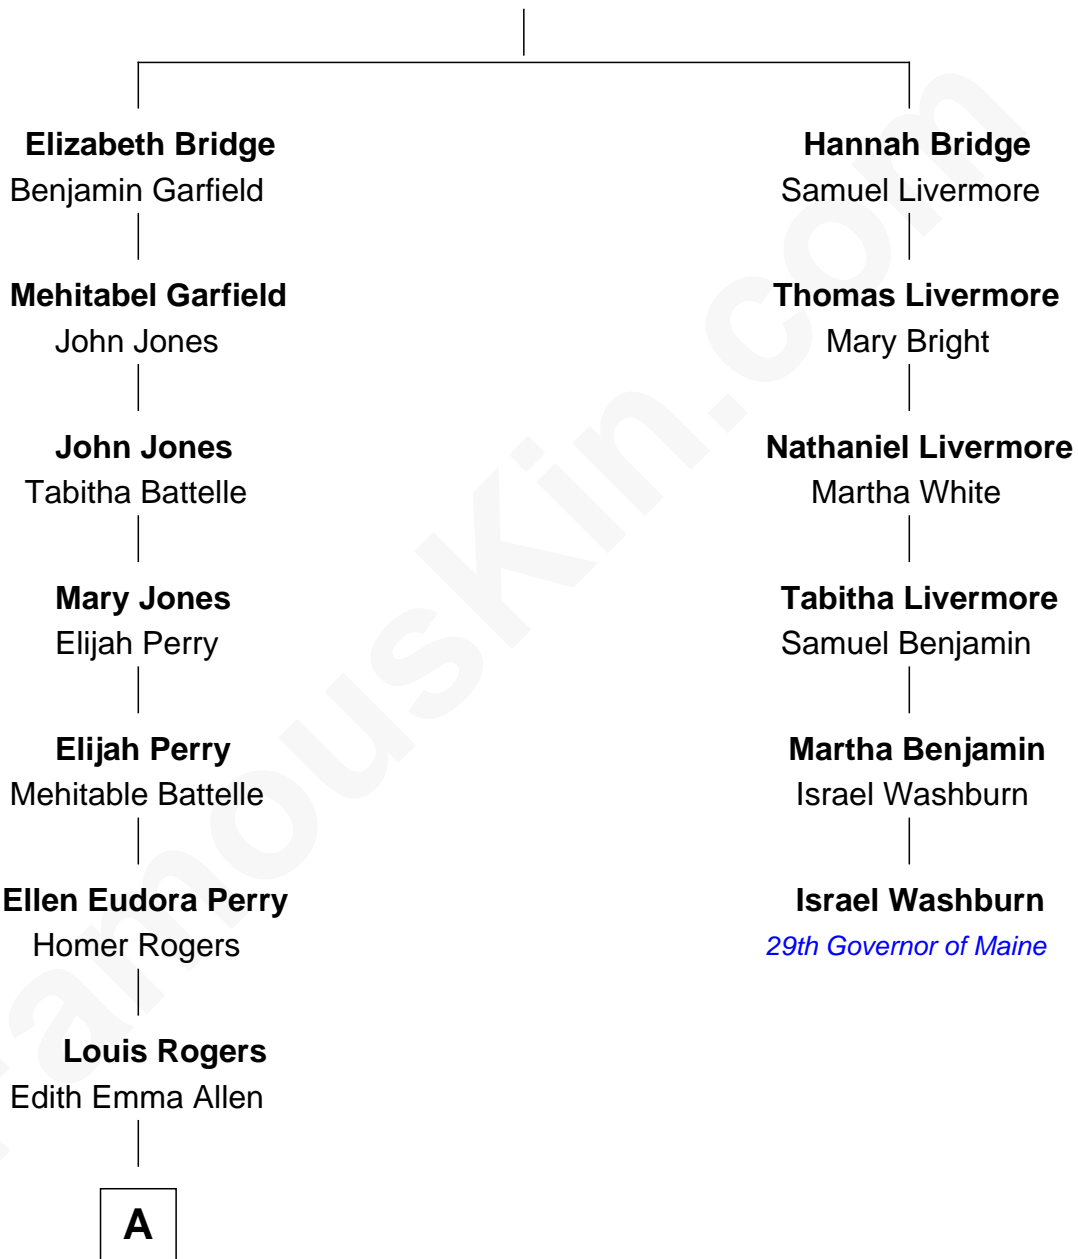 Elizabeth Bridge
Benjamin Garfield
Hannah Bridge
Samuel Livermore
Mehitabel Garfield
John Jones
Thomas Livermore
Mary Bright
John Jones
Tabitha Battelle
Nathaniel Livermore
Martha White
Mary Jones
Elijah Perry
Tabitha Livermore
Samuel Benjamin
Elijah Perry
Mehitable Battelle
Martha Benjamin
Israel Washburn
Ellen Eudora Perry
Homer Rogers
Israel Washburn
29th Governor of Maine
Louis Rogers
Edith Emma Allen
A
FamousKin.com